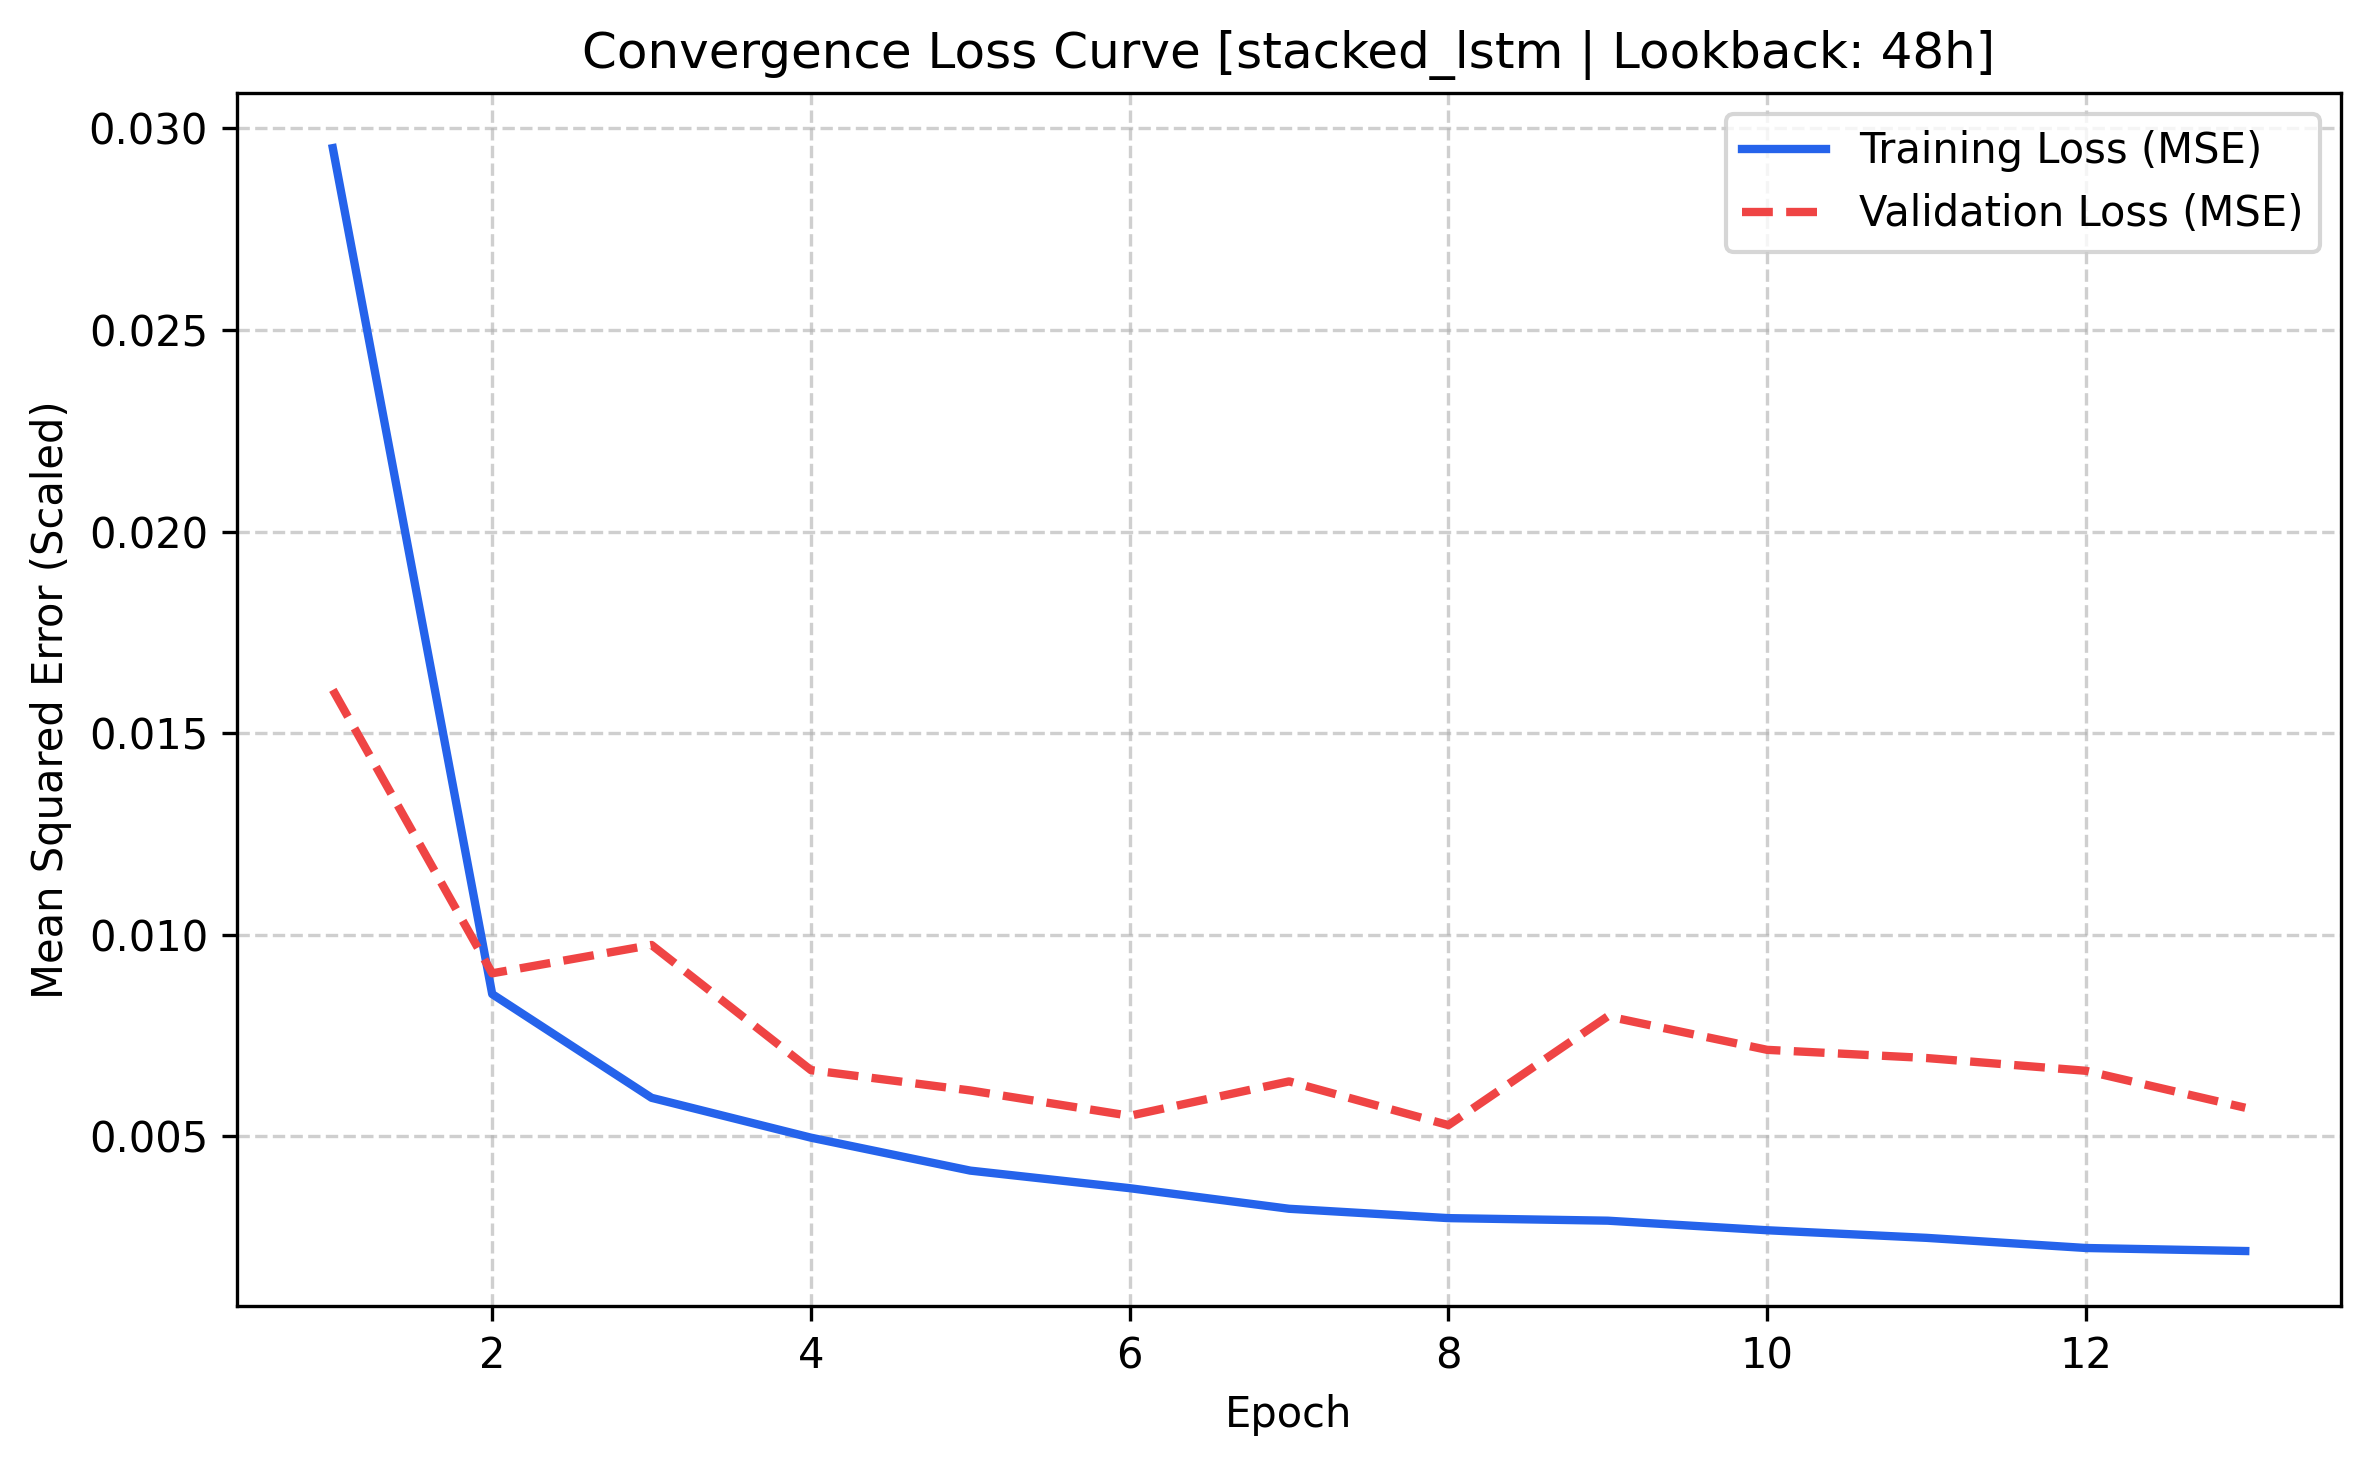 Convergence Loss Curve [stacked_lstm | Lookback: 48h]
Training Loss (MSE)
Validation Loss (MSE)
Mean Squared Error (Scaled)
0.030
0.025
0.020
0.015
0.010
0.005
2 4 6 8 10 12
Epoch